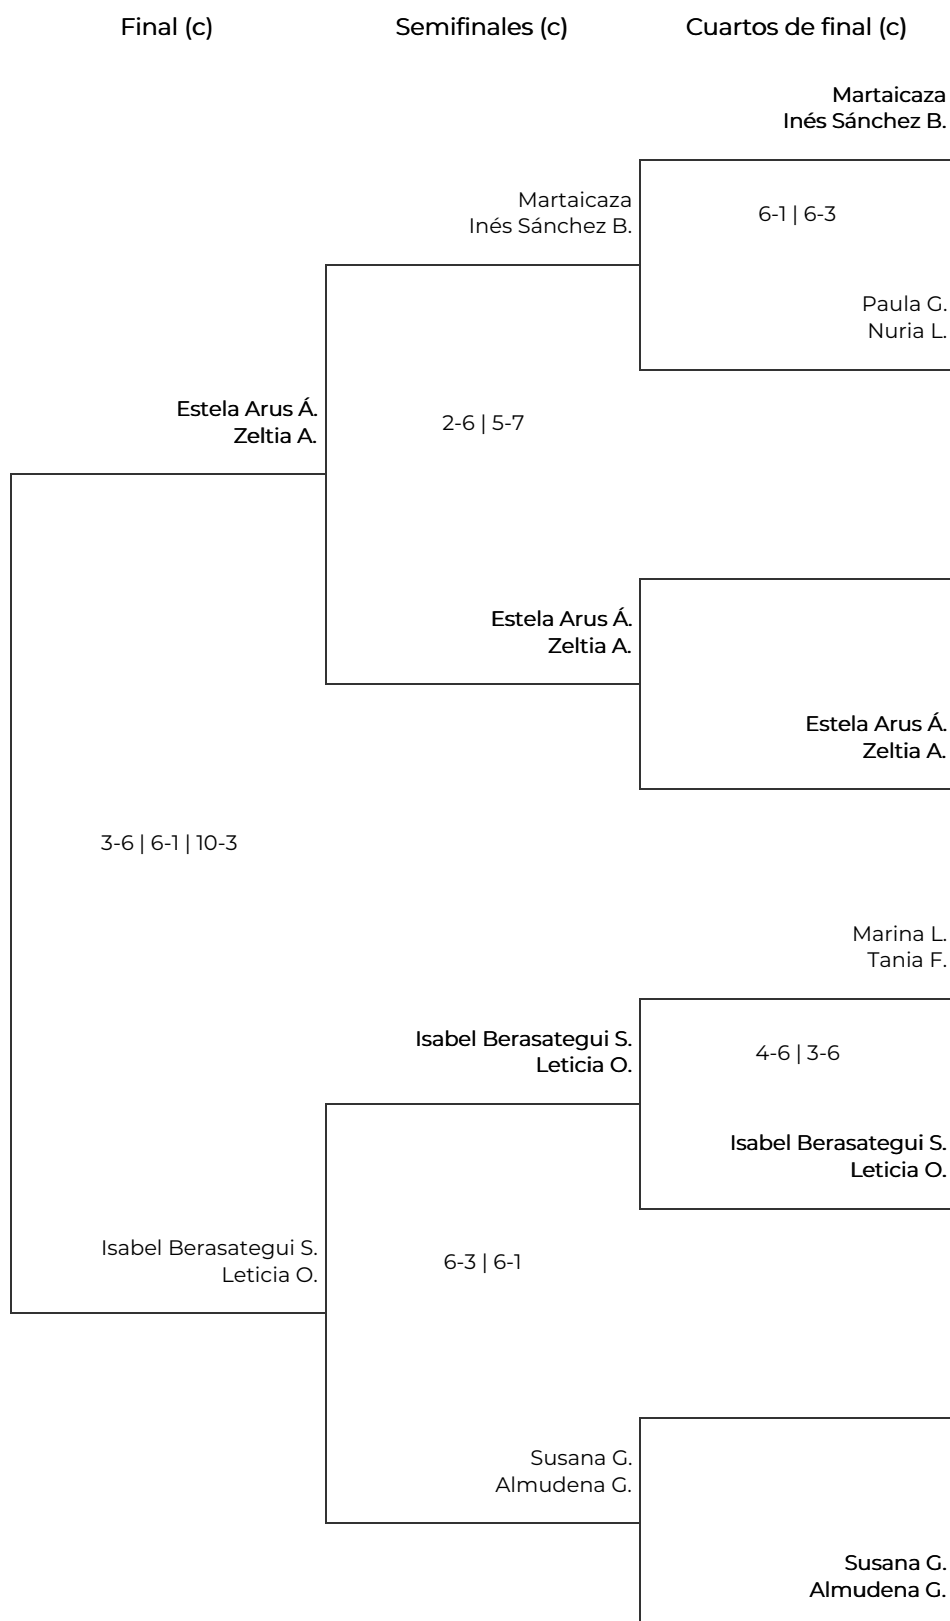 Final (c)
Semifinales (c)
Cuartos de final (c)
Martaicaza
Inés Sánchez B.
Martaicaza
Inés Sánchez B.
6-1 | 6-3
Paula G.
Nuria L.
Estela Arus Á.
Zeltia A.
2-6 | 5-7
Estela Arus Á.
Zeltia A.
Estela Arus Á.
Zeltia A.
3-6 | 6-1 | 10-3
Marina L.
Tania F.
Isabel Berasategui S.
Leticia O.
4-6 | 3-6
Isabel Berasategui S.
Leticia O.
Isabel Berasategui S.
Leticia O.
6-3 | 6-1
Susana G.
Almudena G.
Susana G.
Almudena G.